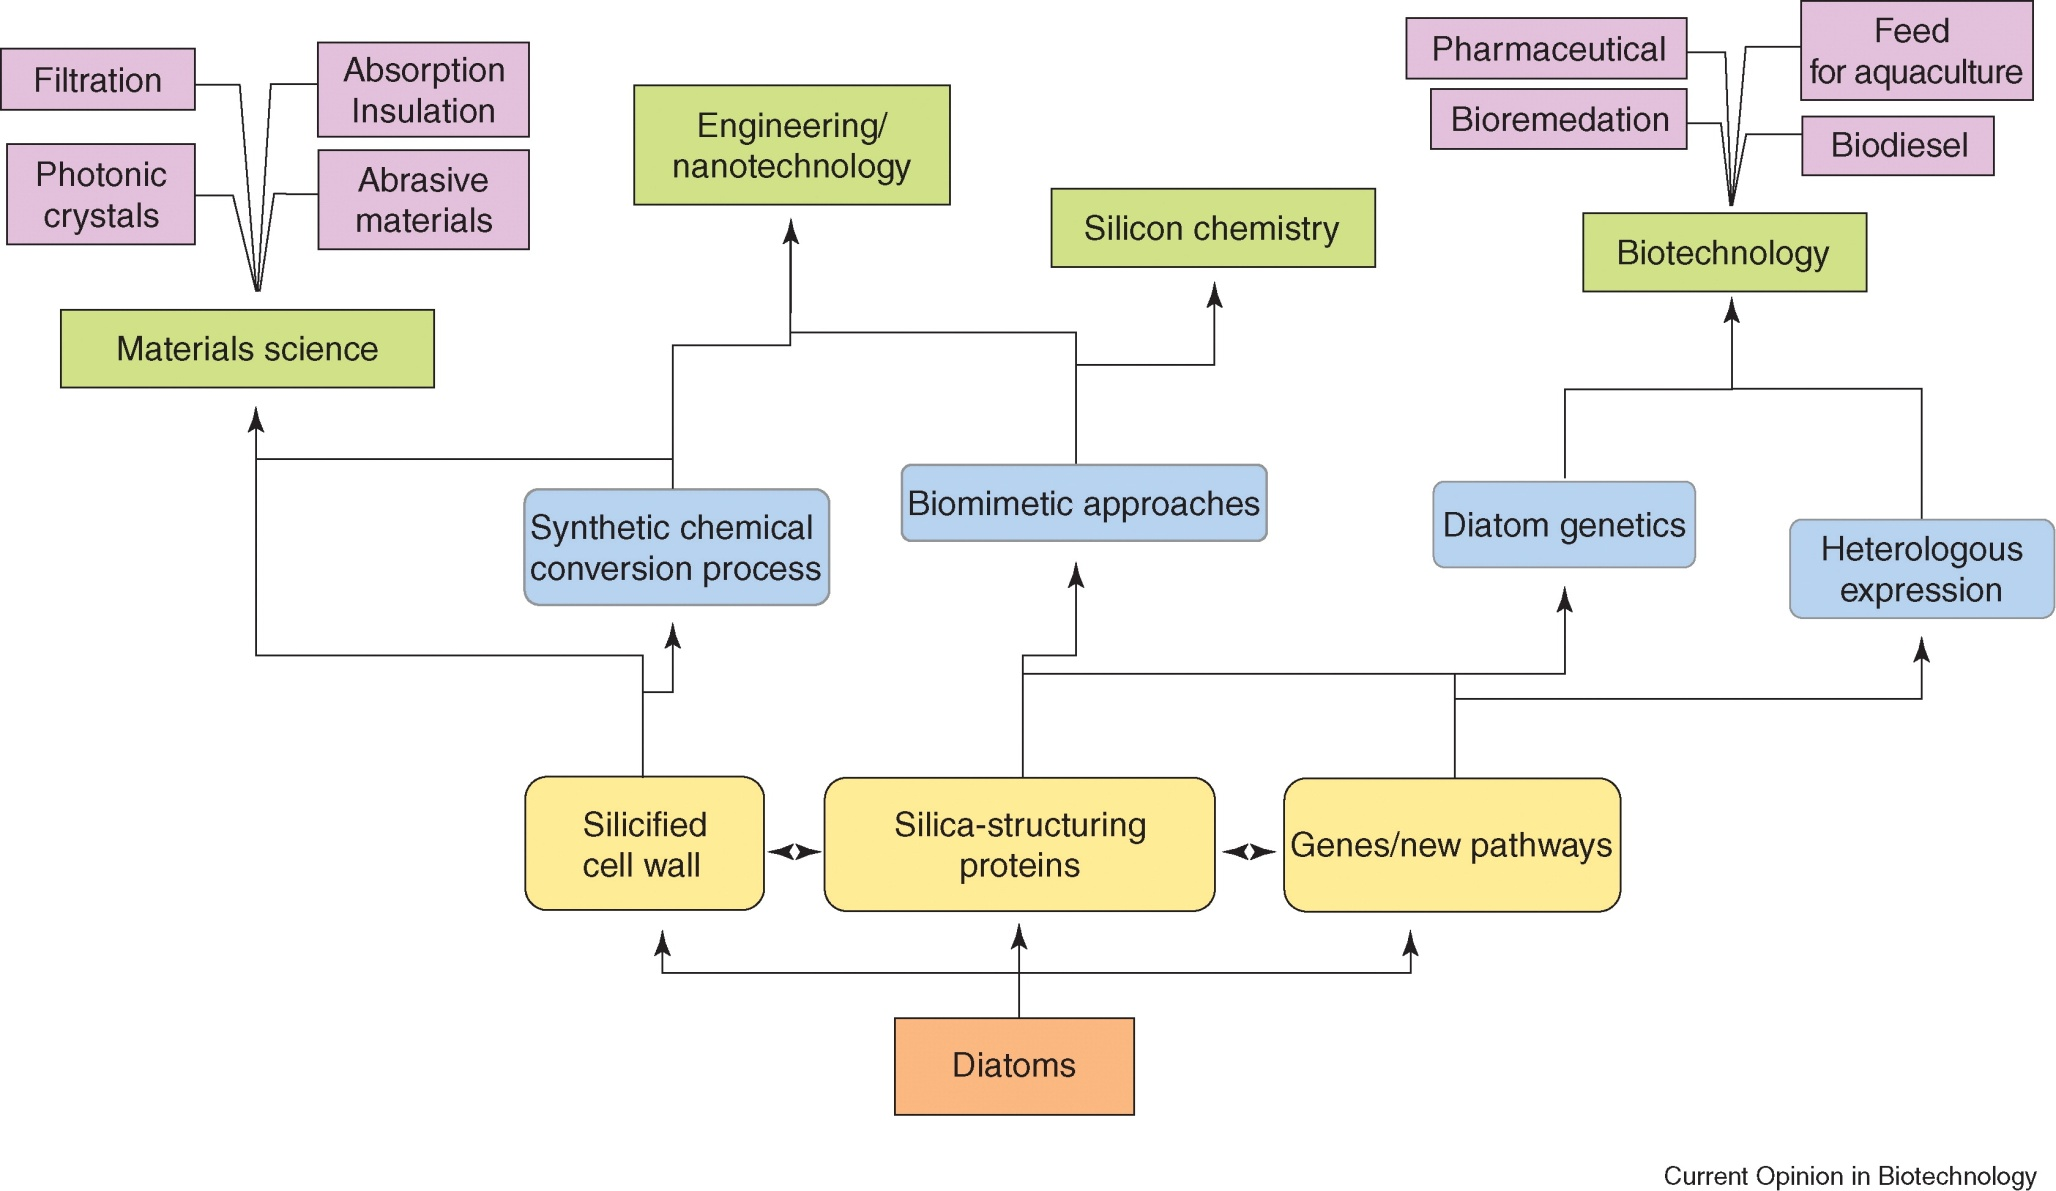 Filtration
Absorption
Insulation
Photonic
crystals
Abrasive
materials
Materials science
Engineering/
nanotechnology
Silicon chemistry
Pharmaceutical
Feed
for aquaculture
Bioremedation
Biodiesel
Biotechnology
Synthetic chemical
conversion process
Biomimetic approaches
Diatom genetics
Heterologous
expression
Silicified
cell wall
Silica-structuring
proteins
Genes/new pathways
Diatoms
Current Opinion in Biotechnology